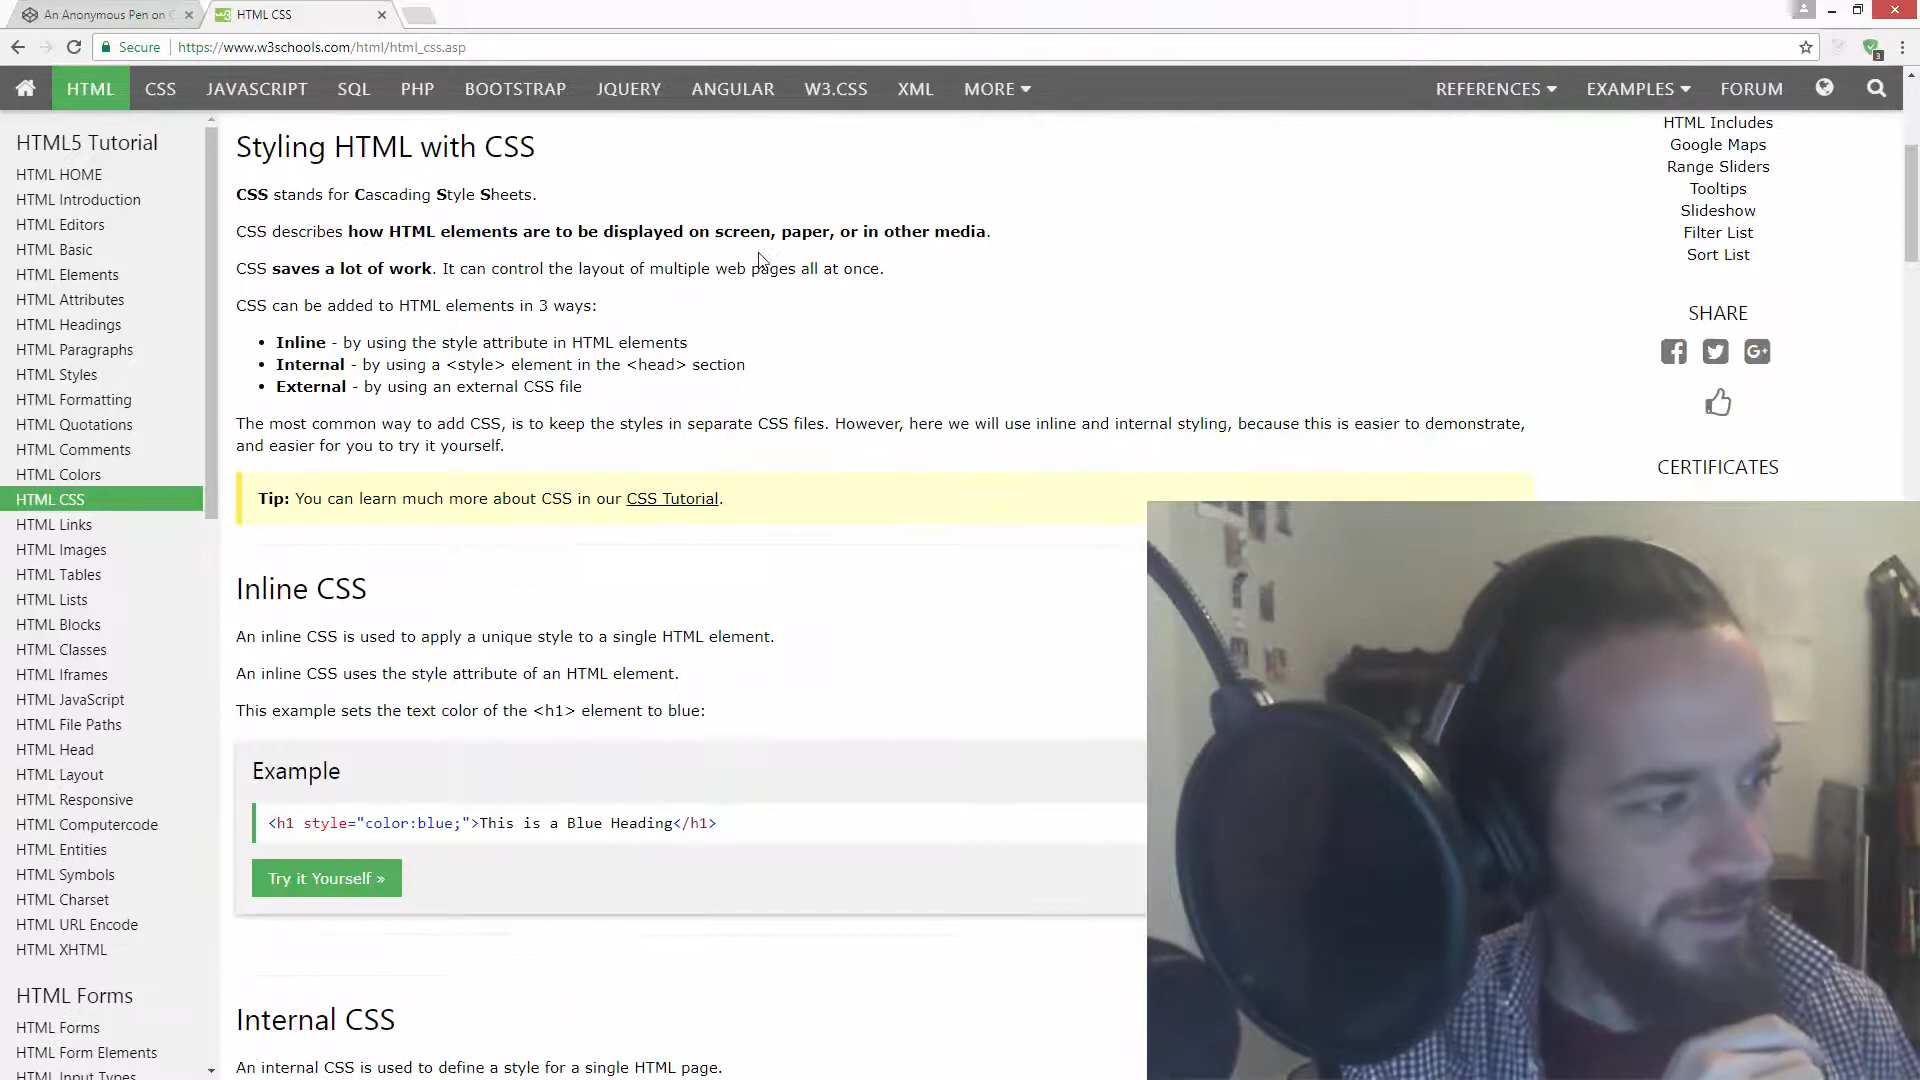 An Anonymous Pen on
HTML CSS
Secure
https://www.w3schools.com/html/html_css.asp
3
HTML
CSS
JAVASCRIPT
SQL
PHP
BOOTSTRAP
JQUERY
ANGULAR
W3.CSS
XML
MORE
REFERENCES
EXAMPLES
FORUM
HTML5 Tutorial
HTML HOME
HTML Introduction
HTML Editors
HTML Basic
HTML Elements
HTML Attributes
HTML Headings
HTML Paragraphs
HTML Styles
HTML Formatting
HTML Quotations
HTML Comments
HTML Colors
HTML CSS
HTML Links
HTML Images
HTML Tables
HTML Lists
HTML Blocks
HTML Classes
HTML Iframes
HTML JavaScript
HTML File Paths
HTML Head
HTML Layout
HTML Responsive
HTML Computercode
HTML Entities
HTML Symbols
HTML Charset
HTML URL Encode
HTML XHTML
HTML Forms
HTML Forms
HTML Form Elements
HTML Input Types
Styling HTML with CSS
CSS stands for Cascading Style Sheets.
CSS describes how HTML elements are to be displayed on screen, paper, or in other media.
CSS saves a lot of work. It can control the layout of multiple web pages all at once.
CSS can be added to HTML elements in 3 ways:
• Inline - by using the style attribute in HTML elements
• Internal - by using a <style> element in the <head> section
• External - by using an external CSS file
The most common way to add CSS, is to keep the styles in separate CSS files. However, here we will use inline and internal styling, because this is easier to demonstrate,
and easier for you to try it yourself.
Tip: You can learn much more about CSS in our CSS Tutorial.
Inline CSS
An inline CSS is used to apply a unique style to a single HTML element.
An inline CSS uses the style attribute of an HTML element.
This example sets the text color of the <h1> element to blue:
Example
<h1 style="color:blue;">This is a Blue Heading</h1>
Try it Yourself »
Internal CSS
An internal CSS is used to define a style for a single HTML page.
HTML Includes
Google Maps
Range Sliders
Tooltips
Slideshow
Filter List
Sort List
SHARE
G+
CERTIFICATES